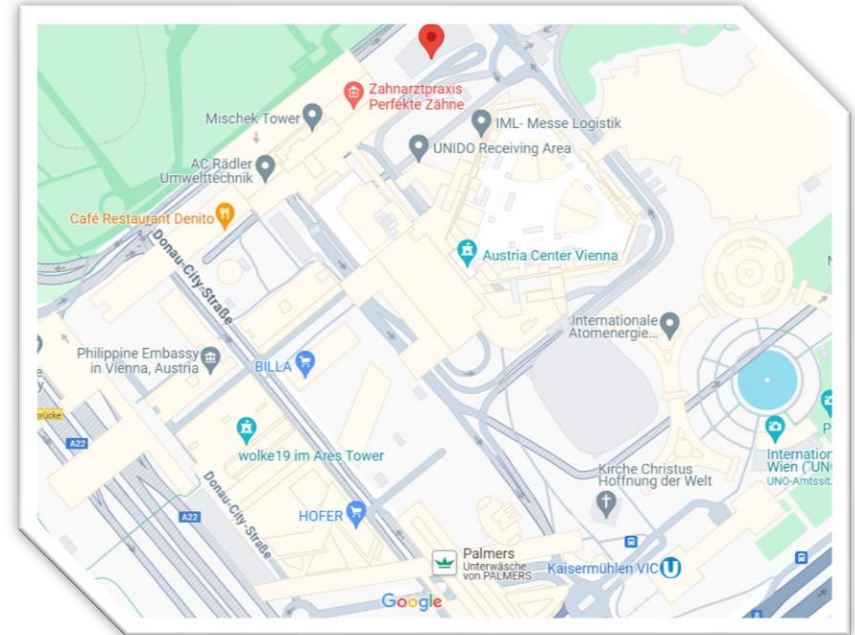 Zahnarztpraxis
Perfekte Zähne
Mischek Tower
IML- Messe Logistik
UNIDO Receiving Area
AC Rädler
Umwelttechnik
Café Restaurant Denito
Donau-City-Straße
Austria Center Vienna
Internationale
Atomenergie...
Philippine Embassy
in Vienna, Austria
BILLA
A22
wolke19 im Ares Tower
Internation
Wien ("UN
UNO-Amtssit
Kirche Christus
Hoffnung der Welt
Donau-City-Straße
A22
HOFER
Palmers
Unterwäsche
von PALMERS
Kaisermühlen VIC
U
Google